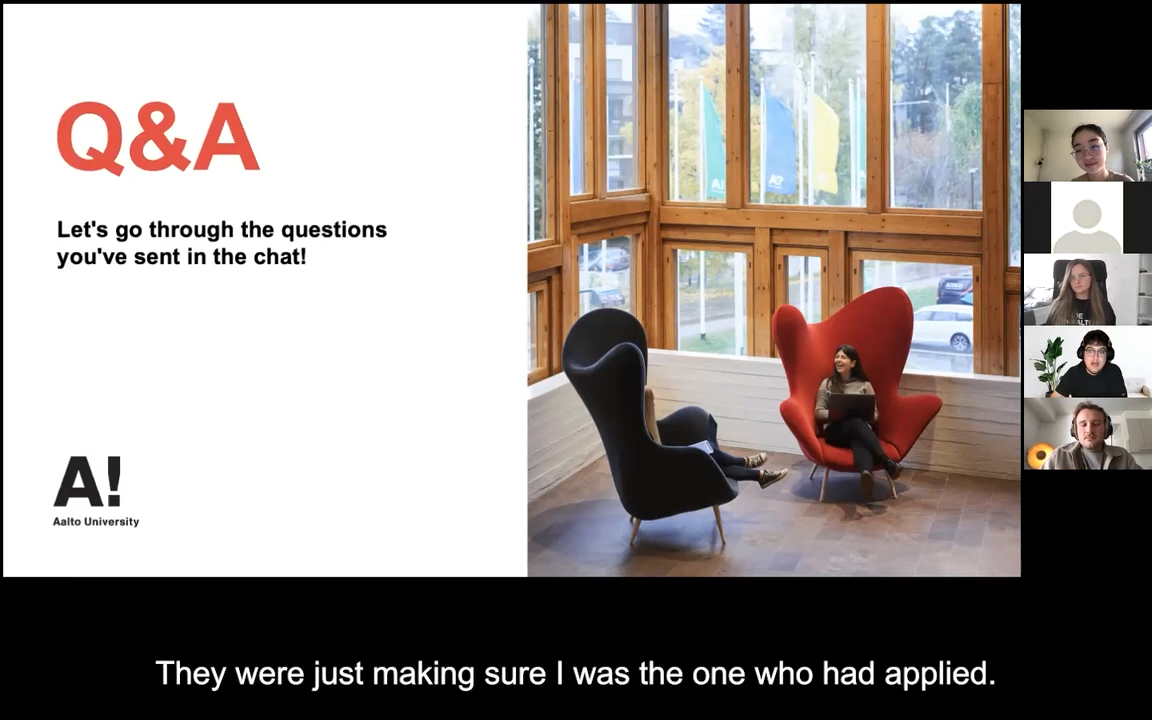 Q&A
Let's go through the questions
you've sent in the chat!
A!
Aalto University
A!
A?
They were just making sure I was the one who had applied.